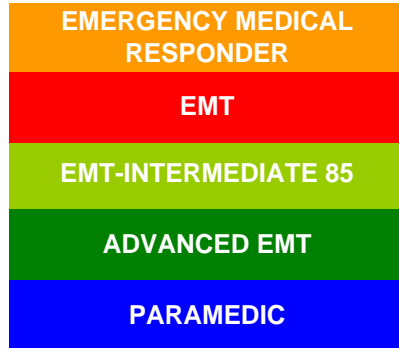 EMERGENCY MEDICAL
RESPONDER
EMT
EMT-INTERMEDIATE 85
ADVANCED EMT
PARAMEDIC